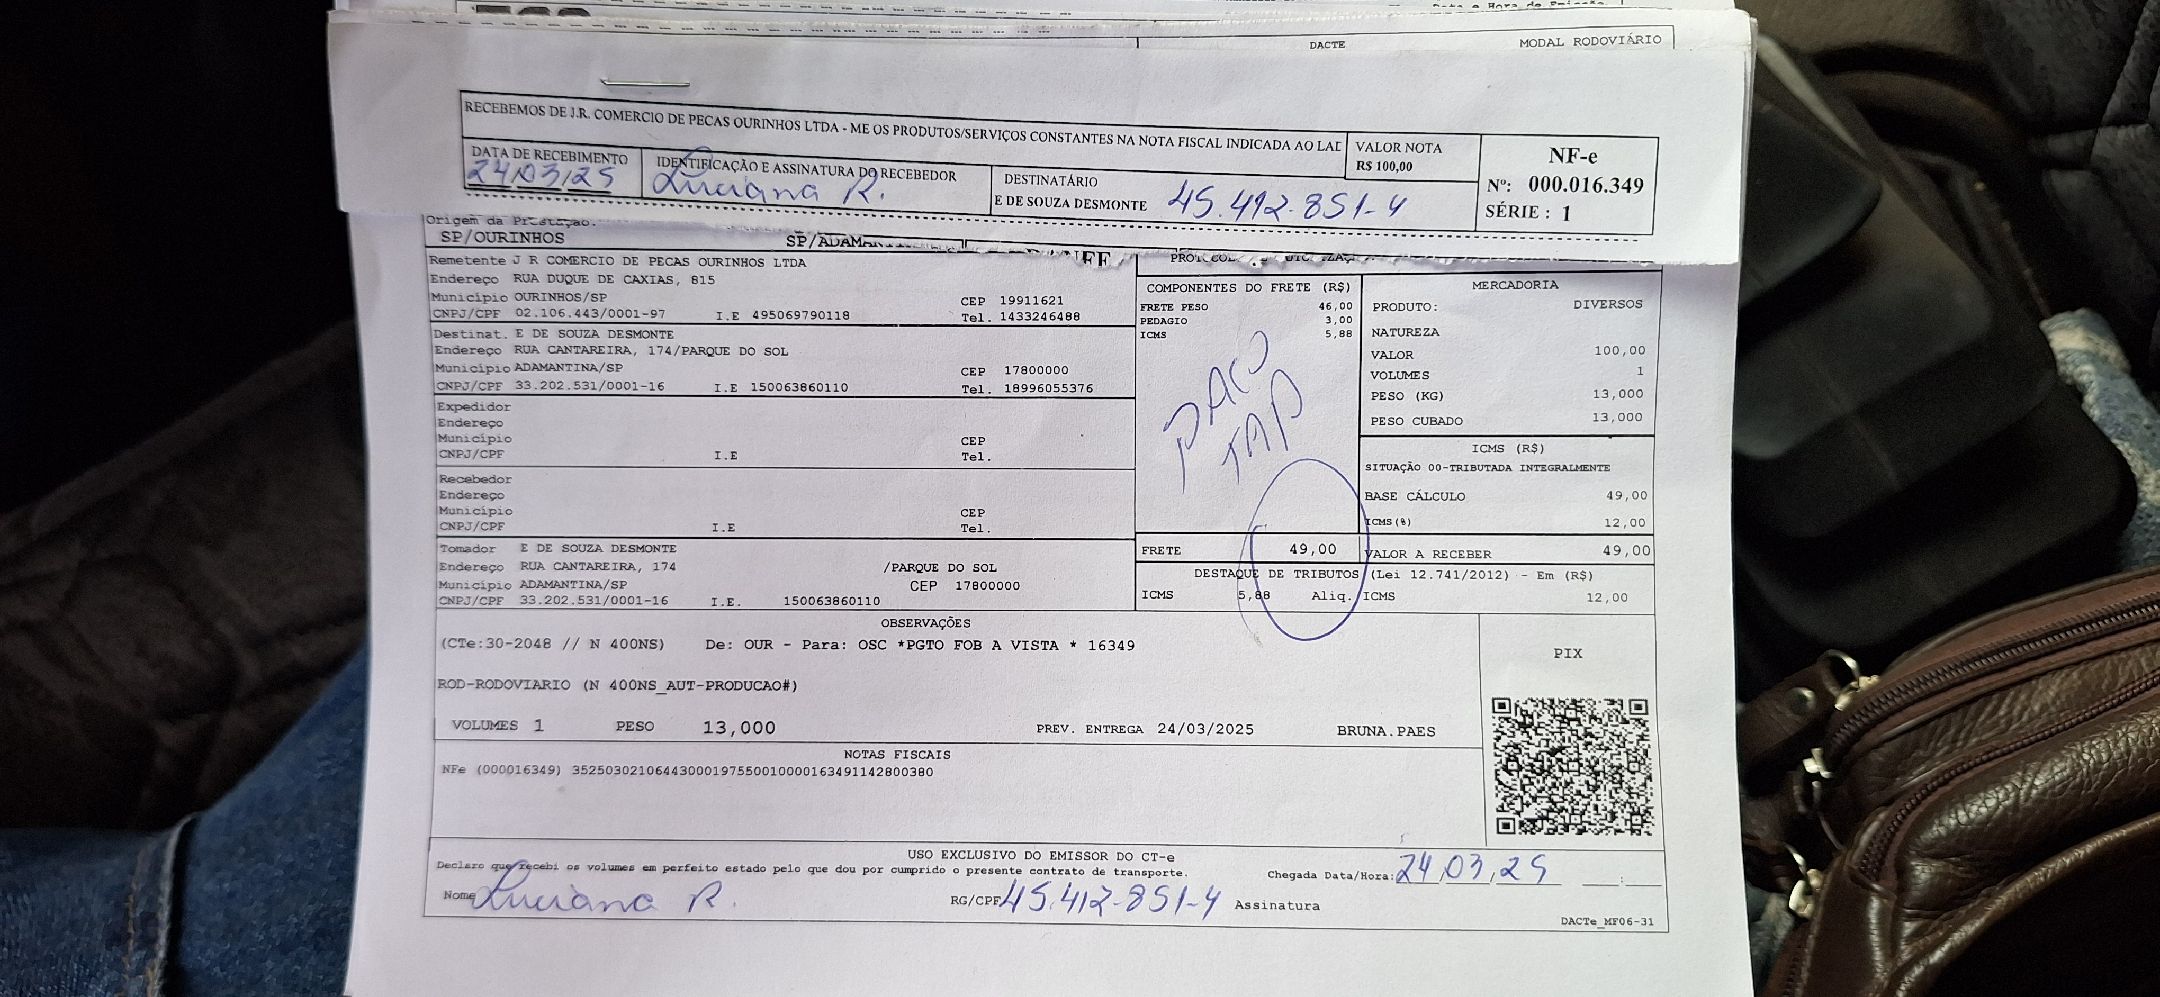 DACTE MODAL RODOVIÁRIO
RECEBEMOS DE J.R. COMERCIO DE PECAS OURINHOS LTDA - ME OS PRODUTOS/SERVIÇOS CONSTANTES NA NOTA FISCAL INDICADA AO LAD
VALOR NOTA
R$ 100,00
NF-e
Nº: 000.016.349
SÉRIE : 1
DATA DE RECEBIMENTO
24,03,25
IDENTIFICAÇÃO E ASSINATURA DO RECEBEDOR
Luciana R.
DESTINATÁRIO
E DE SOUZA DESMONTE 45.412.851-4
Origem da Prestação.
SP/OURINHOS
Remetente J R COMERCIO DE PECAS OURINHOS LTDA
Endereço RUA DUQUE DE CAXIAS, 815
Município OURINHOS/SP CEP 19911621
CNPJ/CPF 02.106.443/0001-97 I.E 495069790118 Tel. 1433246488
Destinat. E DE SOUZA DESMONTE
Endereço RUA CANTAREIRA, 174/PARQUE DO SOL
Município ADAMANTINA/SP CEP 17800000
CNPJ/CPF 33.202.531/0001-16 I.E 150063860110 Tel. 18996055376
Expedidor
Endereço
Município CEP
CNPJ/CPF I.E Tel.
Recebedor
Endereço
Município CEP
CNPJ/CPF I.E Tel.
Tomador E DE SOUZA DESMONTE
Endereço RUA CANTAREIRA, 174 /PARQUE DO SOL
Município ADAMANTINA/SP CEP 17800000
CNPJ/CPF 33.202.531/0001-16 I.E. 150063860110
COMPONENTES DO FRETE (R$)
FRETE PESO 46,00
PEDAGIO 3,00
ICMS 5,88
FRETE 49,00
MERCADORIA
PRODUTO: DIVERSOS
NATUREZA
VALOR 100,00
VOLUMES 1
PESO (KG) 13,000
PESO CUBADO 13,000
ICMS (R$)
SITUAÇÃO 00-TRIBUTADA INTEGRALMENTE
BASE CÁLCULO 49,00
ICMS(%) 12,00
VALOR A RECEBER 49,00
DESTAQUE DE TRIBUTOS (Lei 12.741/2012) - Em (R$)
ICMS 5,88 Aliq. ICMS 12,00
OBSERVAÇÕES
(CTe:30-2048 // N 400NS) De: OUR - Para: OSC *PGTO FOB A VISTA * 16349
ROD-RODOVIARIO (N 400NS_AUT-PRODUCAO#)
VOLUMES 1 PESO 13,000 PREV. ENTREGA 24/03/2025 BRUNA.PAES
PIX
NOTAS FISCAIS
NFe (000016349) 35250302106443000197550010000163491142800380
USO EXCLUSIVO DO EMISSOR DO CT-e
Declaro que recebi os volumes em perfeito estado pelo que dou por cumprido o presente contrato de transporte.
Chegada Data/Hora: 24,03,25 :
Nome Luciana R. RG/CPF 45.412-851-4 Assinatura
DACTe_MF06-31